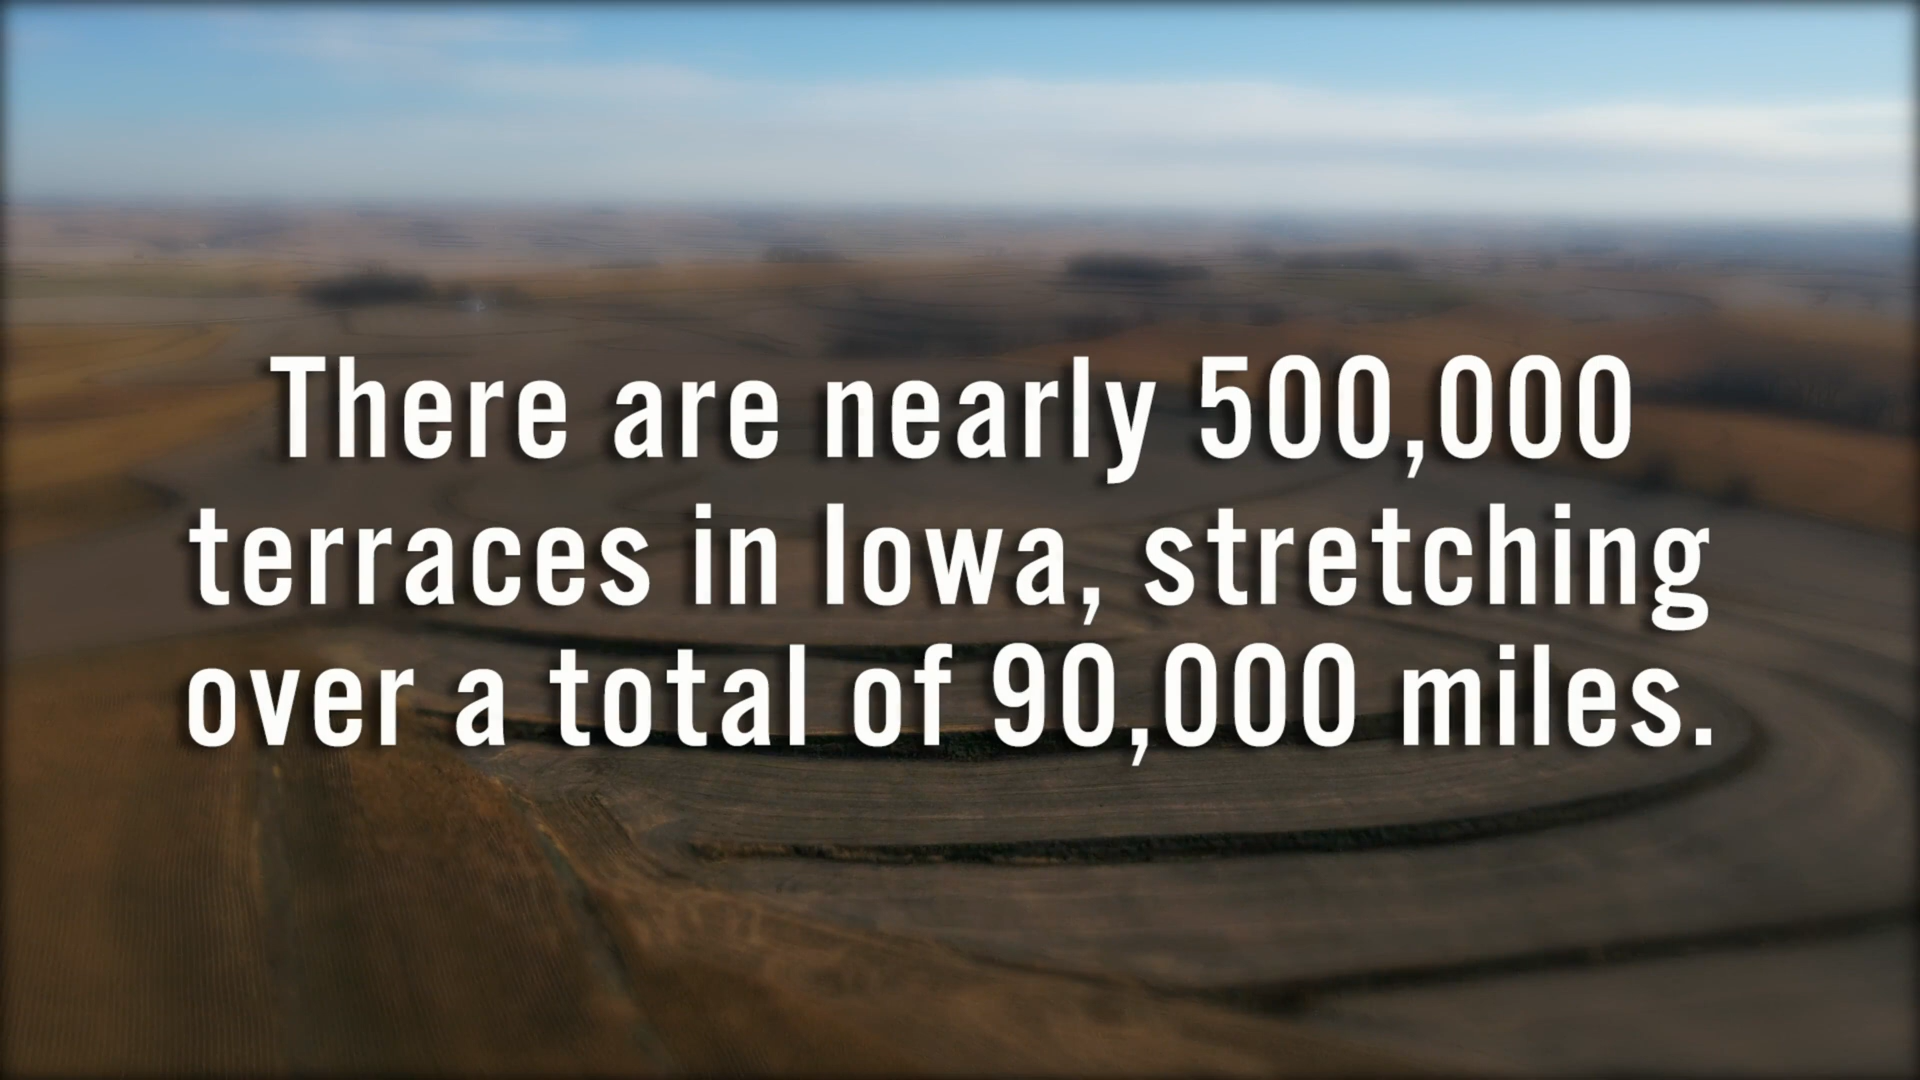 There are nearly 500,000
terraces in Iowa, stretching
over a total of 90,000 miles.